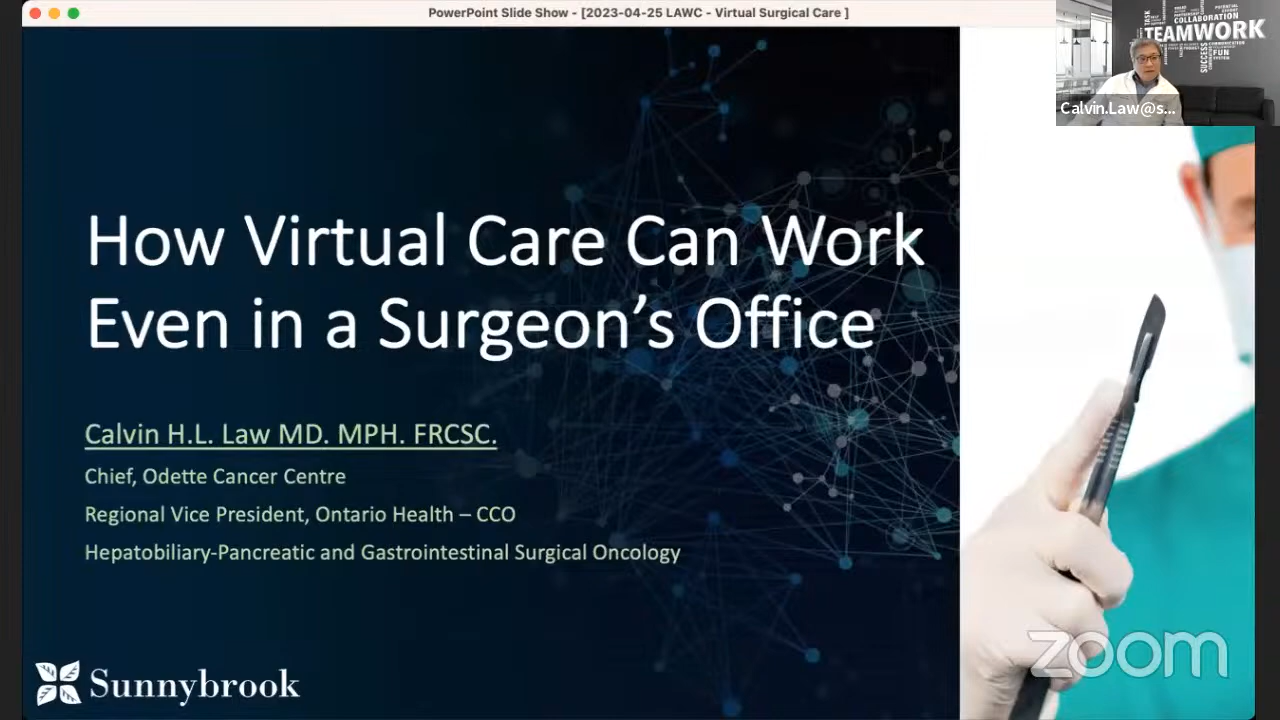 PowerPoint Slide Show - [2023-04-25 LAWC - Virtual Surgical Care ]
COLLABORATION
TEAMWORK
SUCCESS
FUN
Calvin.Law@s...
How Virtual Care Can Work
Even in a Surgeon's Office
Calvin H.L. Law MD. MPH. FRCSC.
Chief, Odette Cancer Centre
Regional Vice President, Ontario Health – CCO
Hepatobiliary-Pancreatic and Gastrointestinal Surgical Oncology
Sunnybrook
zoom